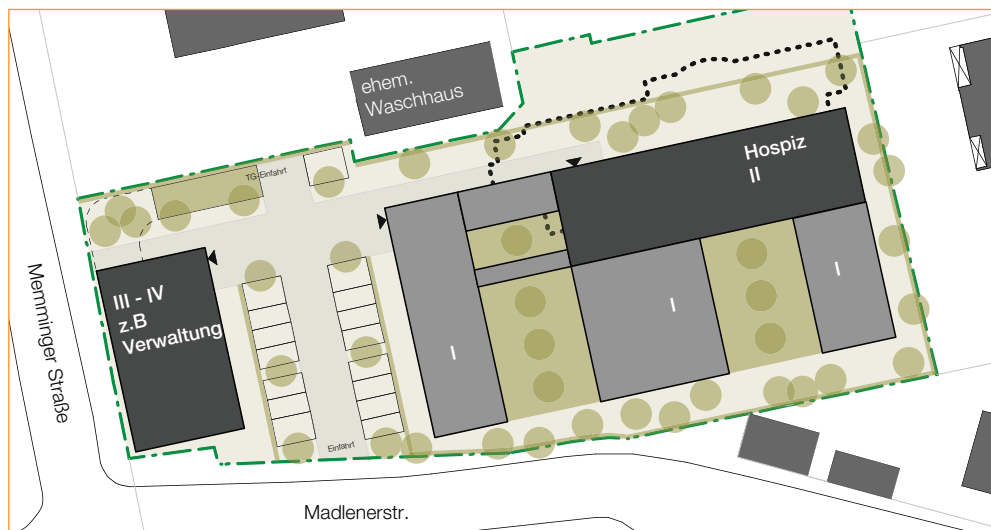 ehem.
Waschhaus
TG-Einfahrt
Hospiz
II
III - IV
z.B
Verwaltung
I
I
I
Einfahrt
Memminger Straße
Madlenerstr.